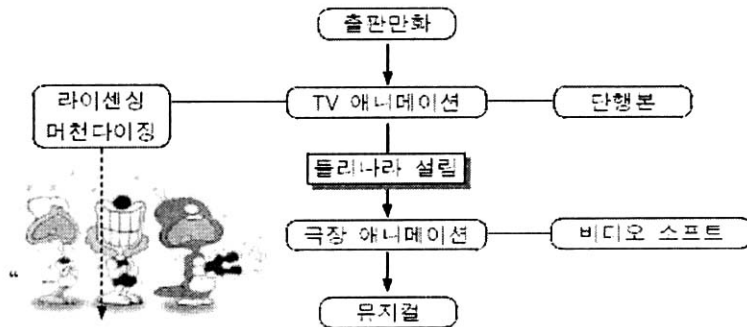 출판만화
라이센싱
머천다이징
TV 애니메이션
단행본
둘리나라 설립
극장 애니메이션
비디오 소프트
뮤지컬
“